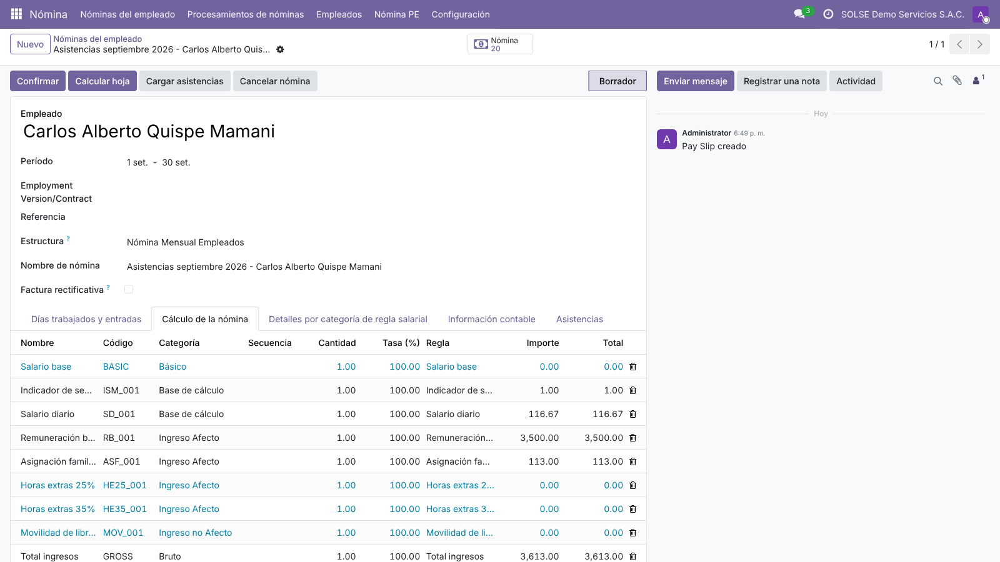 Nómina Nóminas del empleado Procesamientos de nóminas Empleados Nómina PE Configuración 3 SOLSE Demo Servicios S.A.C. A
Nuevo
Nóminas del empleado
Asistencias septiembre 2026 - Carlos Alberto Quis...
Nómina
20
1 / 1
Confirmar Calcular hoja Cargar asistencias Cancelar nómina Borrador
Enviar mensaje Registrar una nota Actividad 1
Empleado
Carlos Alberto Quispe Mamani
Período 1 set. - 30 set.
Employment
Version/Contract
Referencia
Estructura ? Nómina Mensual Empleados
Nombre de nómina Asistencias septiembre 2026 - Carlos Alberto Quispe Mamani
Factura rectificativa ?
Hoy
A
Administrator 6:49 p. m.
Pay Slip creado
Días trabajados y entradas Cálculo de la nómina Detalles por categoría de regla salarial Información contable Asistencias
Nombre Código Categoría Secuencia Cantidad Tasa (%) Regla Importe Total
Salario base BASIC Básico 1.00 100.00 Salario base 0.00 0.00
Indicador de se... ISM_001 Base de cálculo 1.00 100.00 Indicador de s... 1.00 1.00
Salario diario SD_001 Base de cálculo 1.00 100.00 Salario diario 116.67 116.67
Remuneración b... RB_001 Ingreso Afecto 1.00 100.00 Remuneración... 3,500.00 3,500.00
Asignación famil... ASF_001 Ingreso Afecto 1.00 100.00 Asignación fa... 113.00 113.00
Horas extras 25% HE25_001 Ingreso Afecto 1.00 100.00 Horas extras 2... 0.00 0.00
Horas extras 35% HE35_001 Ingreso Afecto 1.00 100.00 Horas extras 3... 0.00 0.00
Movilidad de libr... MOV_001 Ingreso no Afecto 1.00 100.00 Movilidad de li... 0.00 0.00
Total ingresos GROSS Bruto 1.00 100.00 Total ingresos 3,613.00 3,613.00